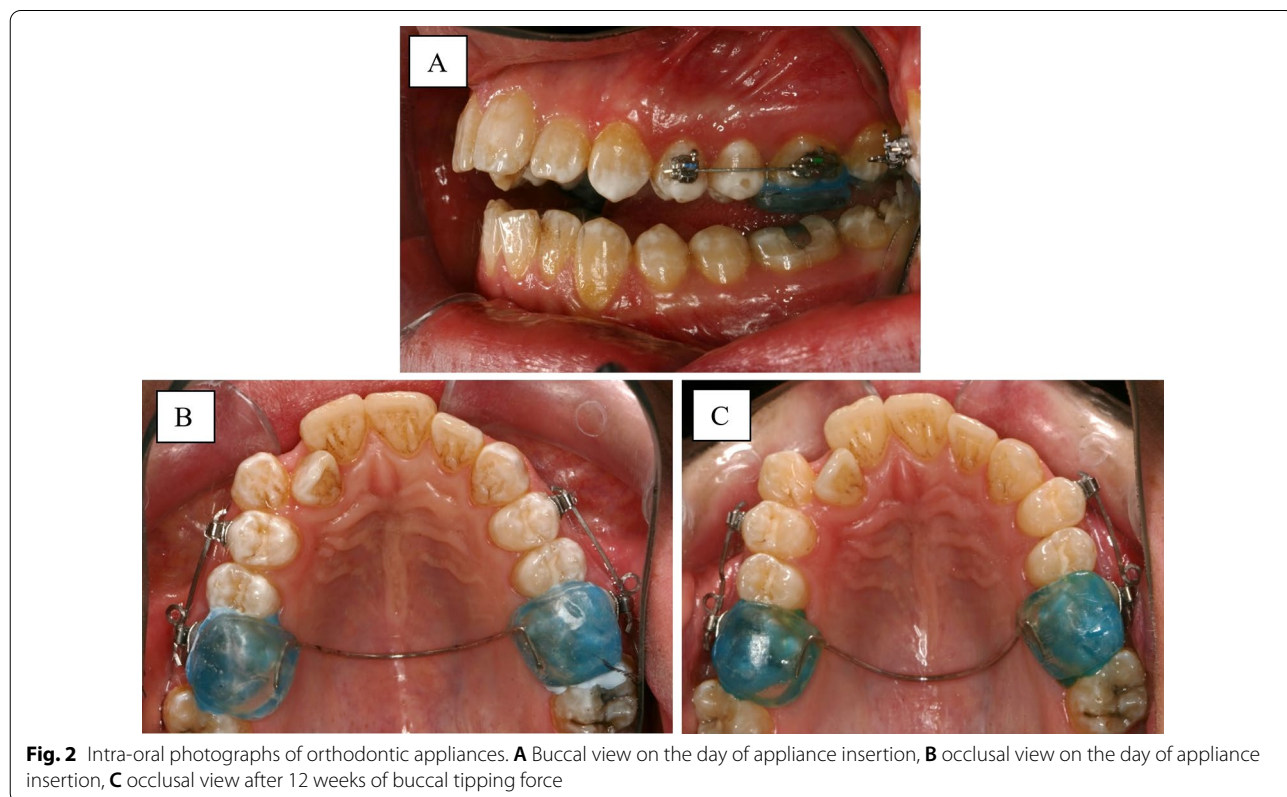 A
B
C
Fig. 2 Intra-oral photographs of orthodontic appliances. A Buccal view on the day of appliance insertion, B occlusal view on the day of appliance
insertion, C occlusal view after 12 weeks of buccal tipping force